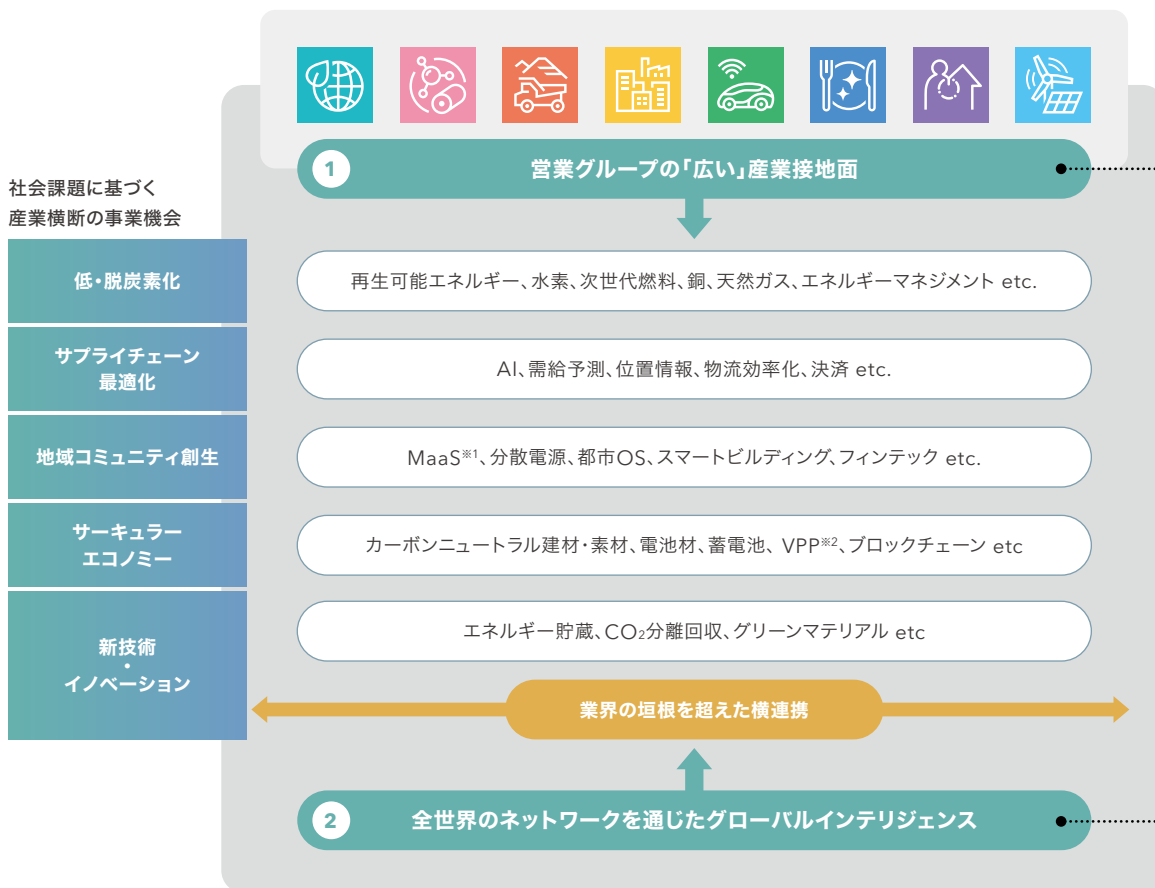 1 営業グループの「広い」産業接地面
社会課題に基づく
産業横断の事業機会
低・脱炭素化
再生可能エネルギー、水素、次世代燃料、銅、天然ガス、エネルギーマネジメント etc.
サプライチェーン
最適化
AI、需給予測、位置情報、物流効率化、決済 etc.
地域コミュニティ創生
MaaS※1、分散電源、都市OS、スマートビルディング、フィンテック etc.
サーキュラー
エコノミー
カーボンニュートラル建材・素材、電池材、蓄電池、 VPP※2、ブロックチェーン etc
新技術
・
イノベーション
エネルギー貯蔵、CO₂分離回収、グリーンマテリアル etc
業界の垣根を超えた横連携
2 全世界のネットワークを通じたグローバルインテリジェンス